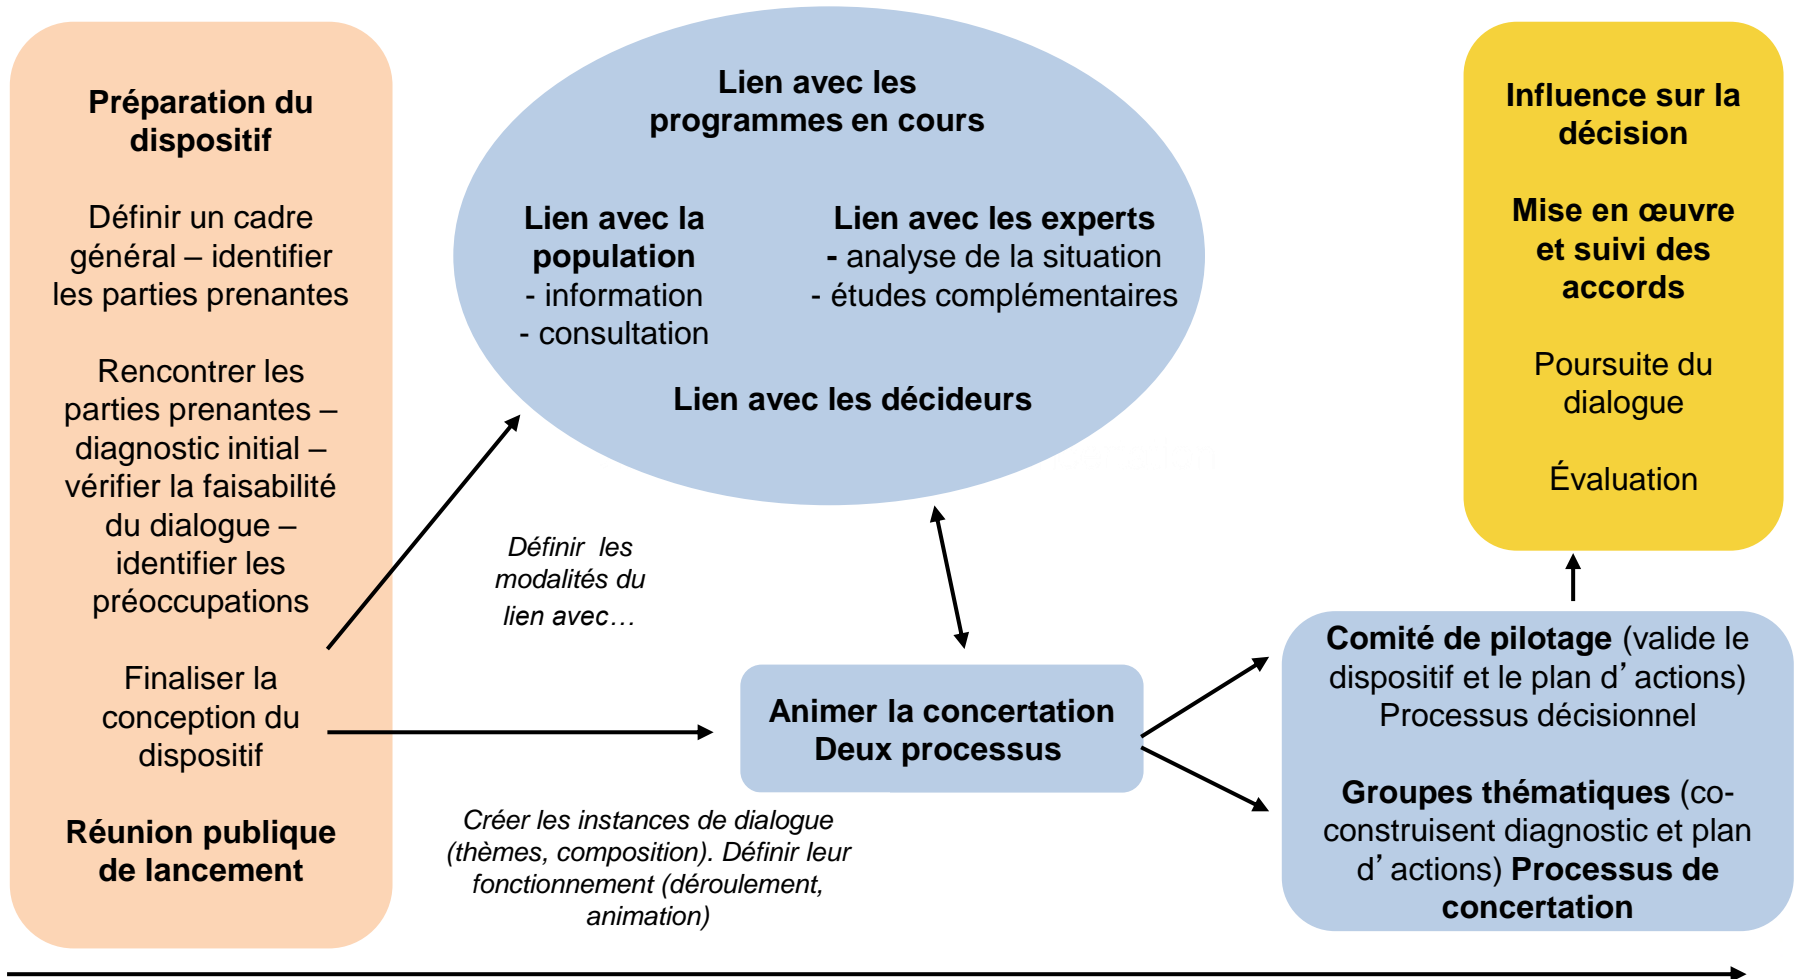 Préparation du
dispositif
Définir un cadre
général – identifier
les parties prenantes
Rencontrer les
parties prenantes –
diagnostic initial –
vérifier la faisabilité
du dialogue –
identifier les
préoccupations
Finaliser la
conception du
dispositif
Réunion publique
de lancement
Lien avec les
programmes en cours
Lien avec la
population
- information
- consultation
Lien avec les experts
- analyse de la situation
- études complémentaires
Lien avec les décideurs
Définir les
modalités du
lien avec…
Animer la concertation
Deux processus
Créer les instances de dialogue
(thèmes, composition). Définir leur
fonctionnement (déroulement,
animation)
Influence sur la
décision
Mise en œuvre
et suivi des
accords
Poursuite du
dialogue
Évaluation
Comité de pilotage (valide le
dispositif et le plan d’ actions)
Processus décisionnel
Groupes thématiques (co-
construisent diagnostic et plan
d’ actions) Processus de
concertation